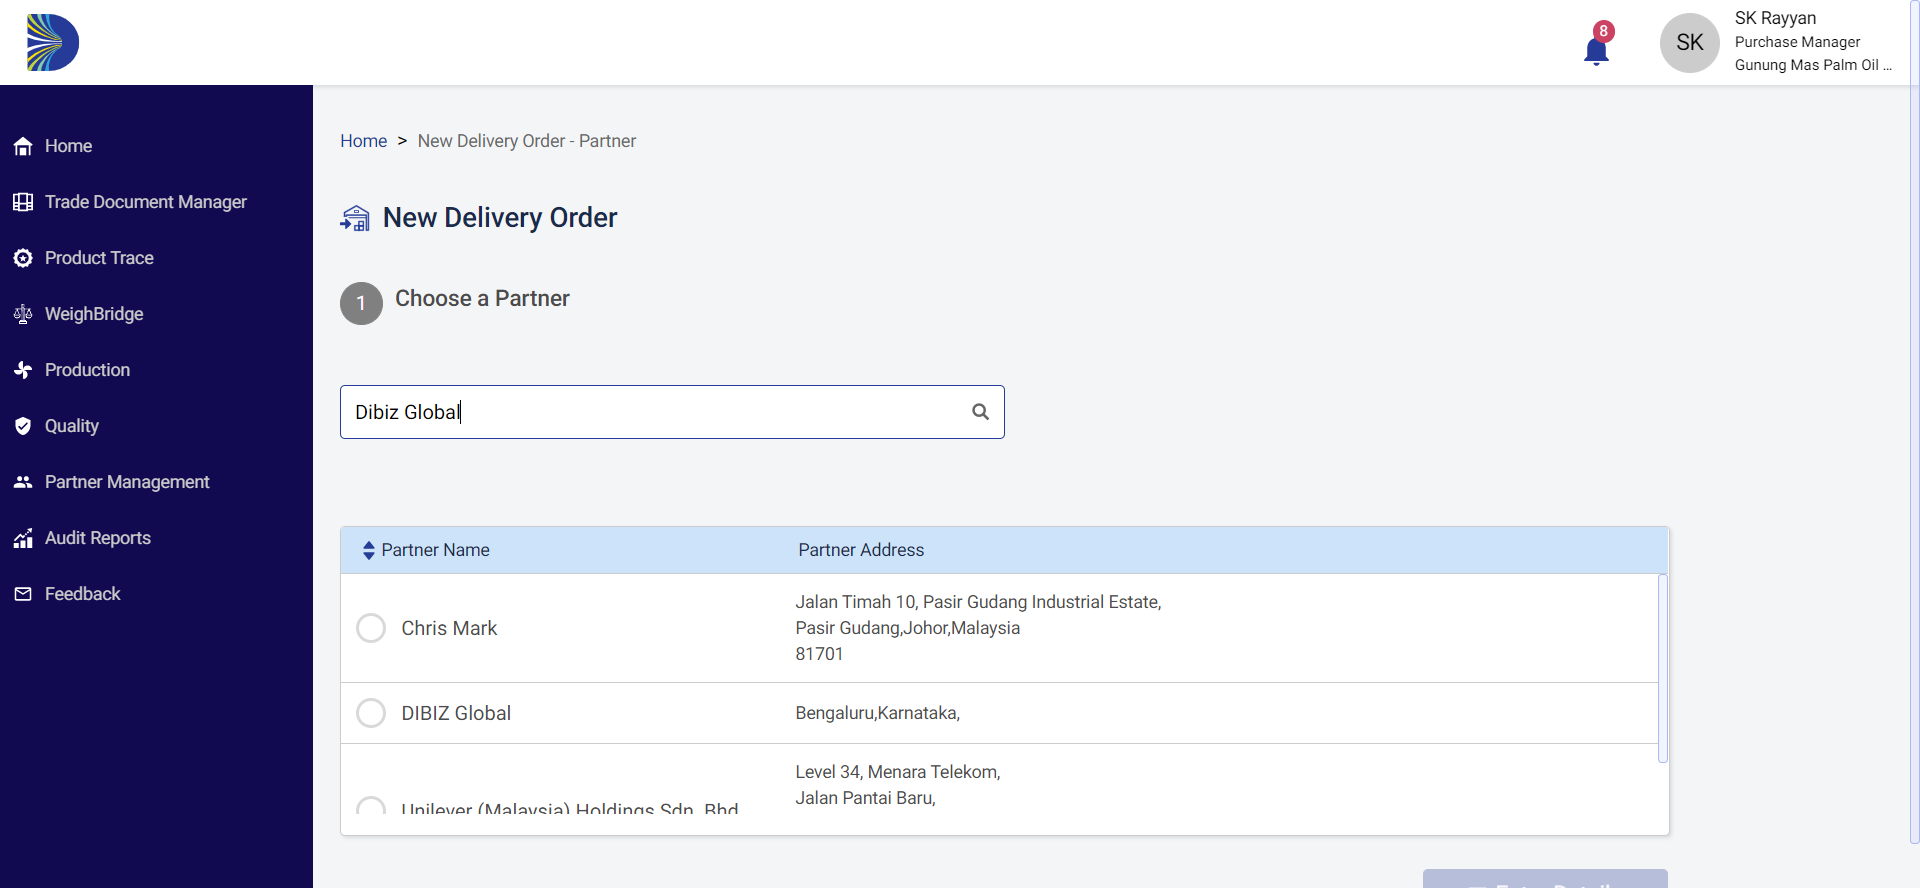 8
SK
SK Rayyan
Purchase Manager
Gunung Mas Palm Oil ...
Home
Trade Document Manager
Product Trace
WeighBridge
Production
Quality
Partner Management
Audit Reports
Feedback
Home > New Delivery Order - Partner
New Delivery Order
1 Choose a Partner
Dibiz Global
Partner Name Partner Address
Chris Mark
Jalan Timah 10, Pasir Gudang Industrial Estate,
Pasir Gudang,Johor,Malaysia
81701
DIBIZ Global
Bengaluru,Karnataka,
Unilever (Malaysia) Holdings Sdn. Bhd
Level 34, Menara Telekom,
Jalan Pantai Baru,